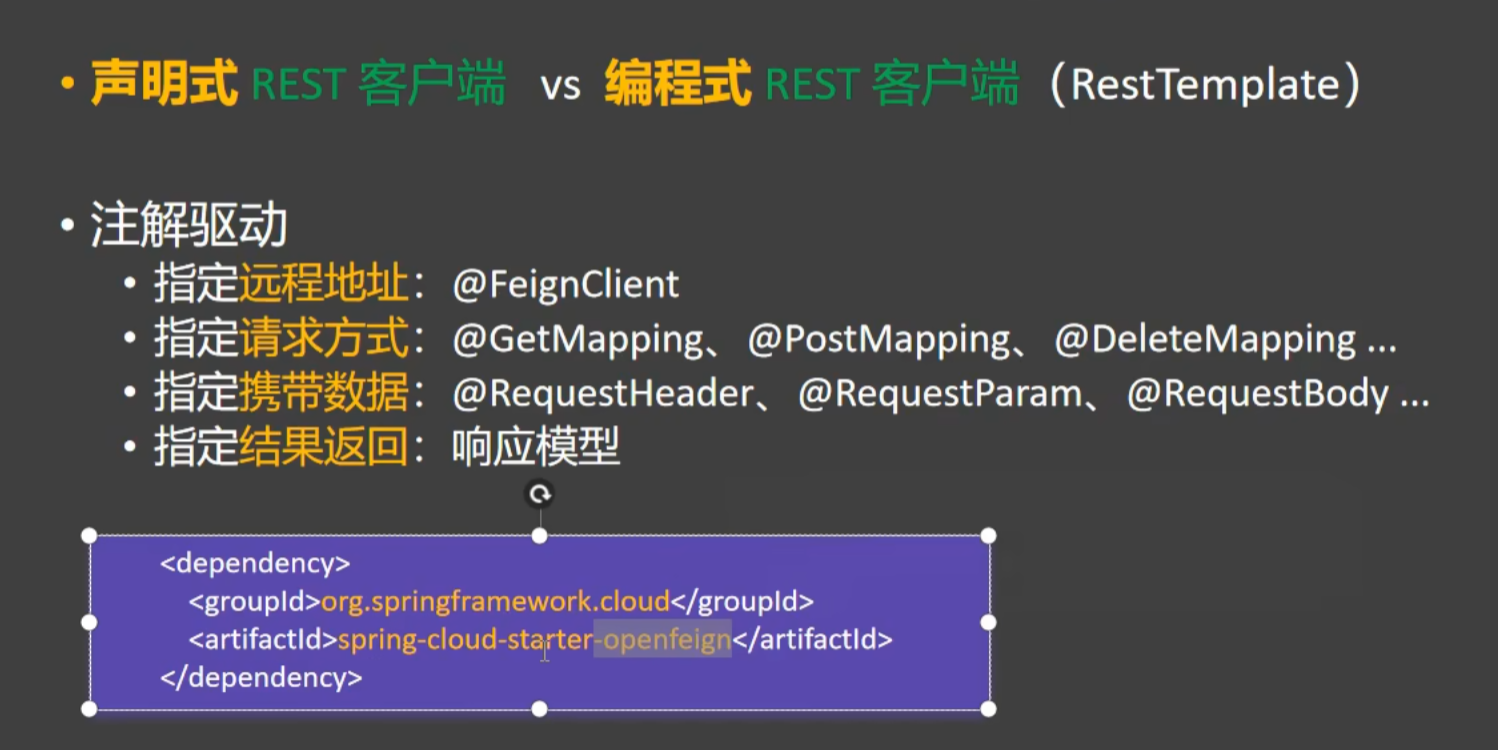 • 声明式 REST 客户端 vs 编程式 REST 客户端（RestTemplate）
• 注解驱动
• 指定远程地址：@FeignClient
• 指定请求方式：@GetMapping、@PostMapping、@DeleteMapping ...
• 指定携带数据：@RequestHeader、@RequestParam、@RequestBody ...
• 指定结果返回：响应模型
<dependency>
<groupId>org.springframework.cloud</groupId>
<artifactId>spring-cloud-starter-openfeign</artifactId>
</dependency>